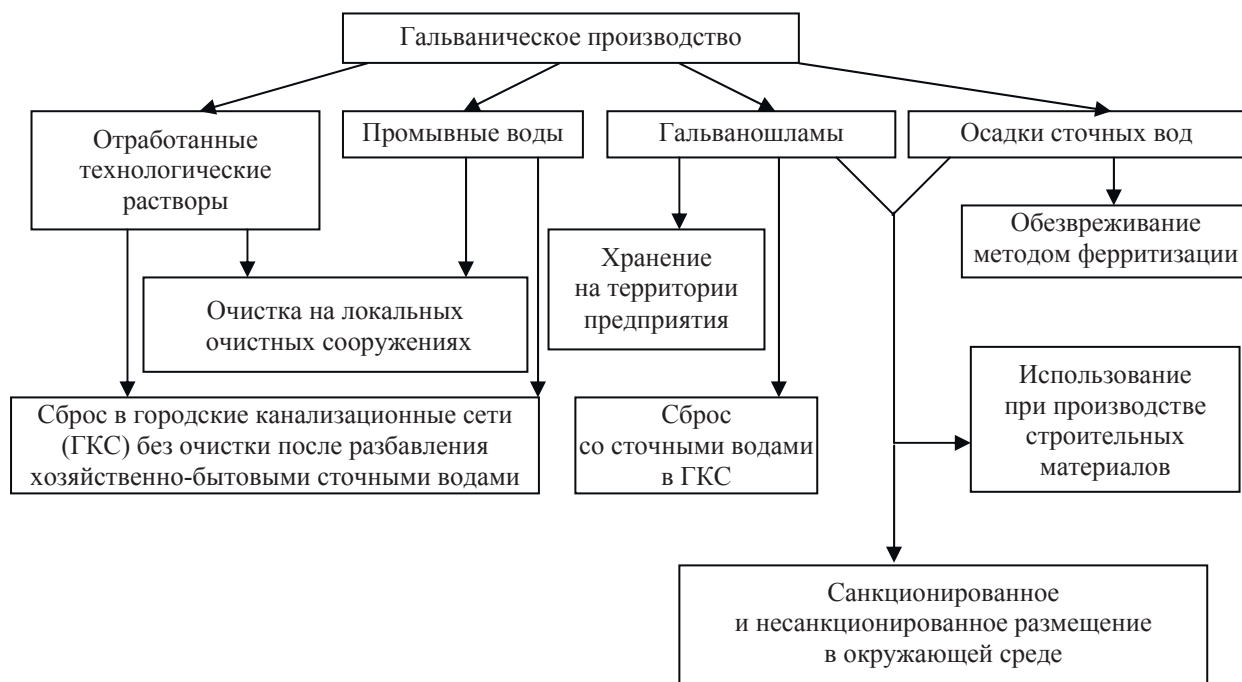 Гальваническое производство
Отработанные
технологические
растворы
Промывные воды
Гальваношламы
Осадки сточных вод
Обезвреживание
методом ферритизации
Хранение
на территории
предприятия
Очистка на локальных
очистных сооружениях
Использование
при производстве
строительных
материалов
Сброс в городские канализационные сети
(ГКС) без очистки после разбавления
хозяйственно-бытовыми сточными водами
Сброс
со сточными водами
в ГКС
Санкционированное
и несанкционированное размещение
в окружающей среде